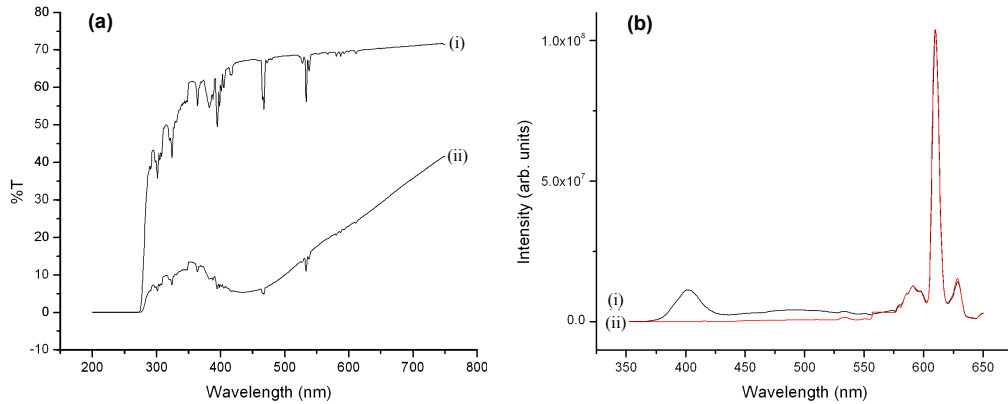 (a)
%T
80
70
60
50
40
30
20
10
0
-10
(i)
(ii)
200
300
400
500
600
700
800
Wavelength (nm)
(b)
Intensity (arb. units)
1.0x10⁸
5.0x10⁷
0.0
(i)
(ii)
350
400
450
500
550
600
650
Wavelength (nm)